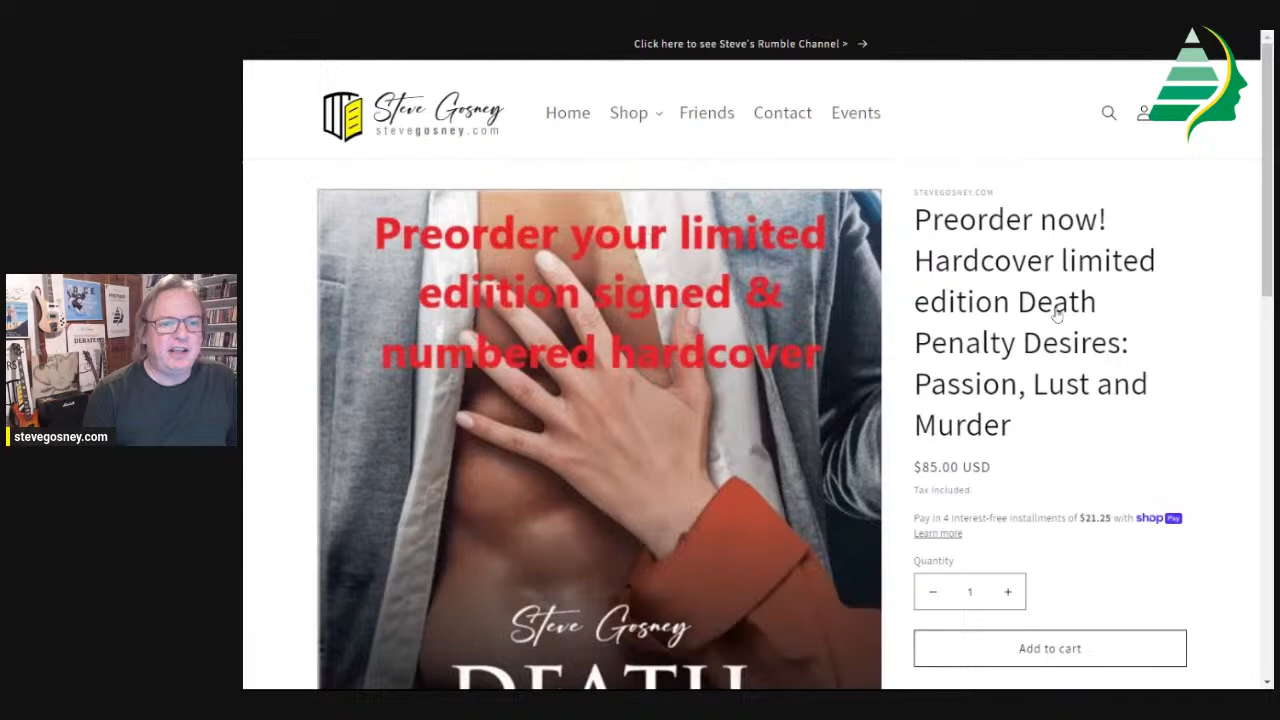 Click here to see Steve's Rumble Channel > →
Steve Gosney
stevegosney.com
Home Shop Friends Contact Events
STEVEGOSNEY.COM
Preorder now!
Hardcover limited
edition Death
Penalty Desires:
Passion, Lust and
Murder
$85.00 USD
Tax included.
Pay in 4 interest-free installments of $21.25 with shop Pay
Learn more
Quantity
− 1 +
Add to cart
Preorder your limited
ediition signed &
numbered hardcover
Steve Gosney
DEATH
DEBATE
stevegosney.com